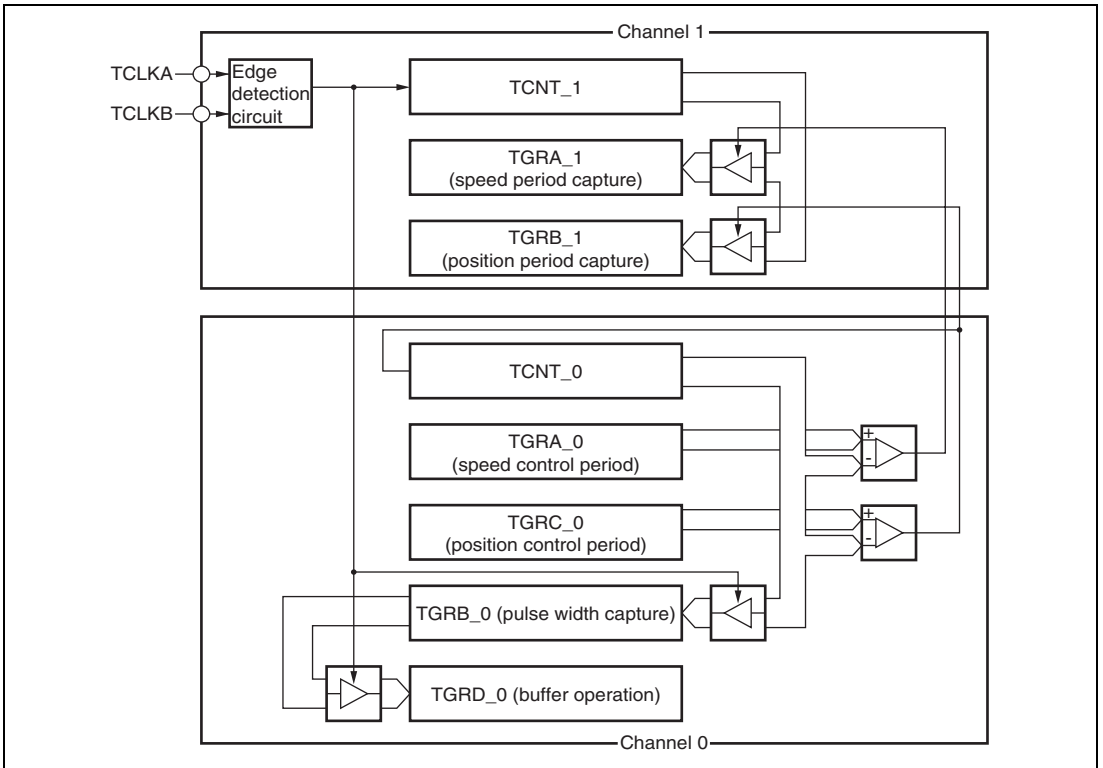 Channel 1
TCLKA
TCLKB
Edge
detection
circuit
TCNT_1
TGRA_1
(speed period capture)
TGRB_1
(position period capture)
TCNT_0
TGRA_0
(speed control period)
+
-
TGRC_0
(position control period)
+
-
TGRB_0 (pulse width capture)
TGRD_0 (buffer operation)
Channel 0